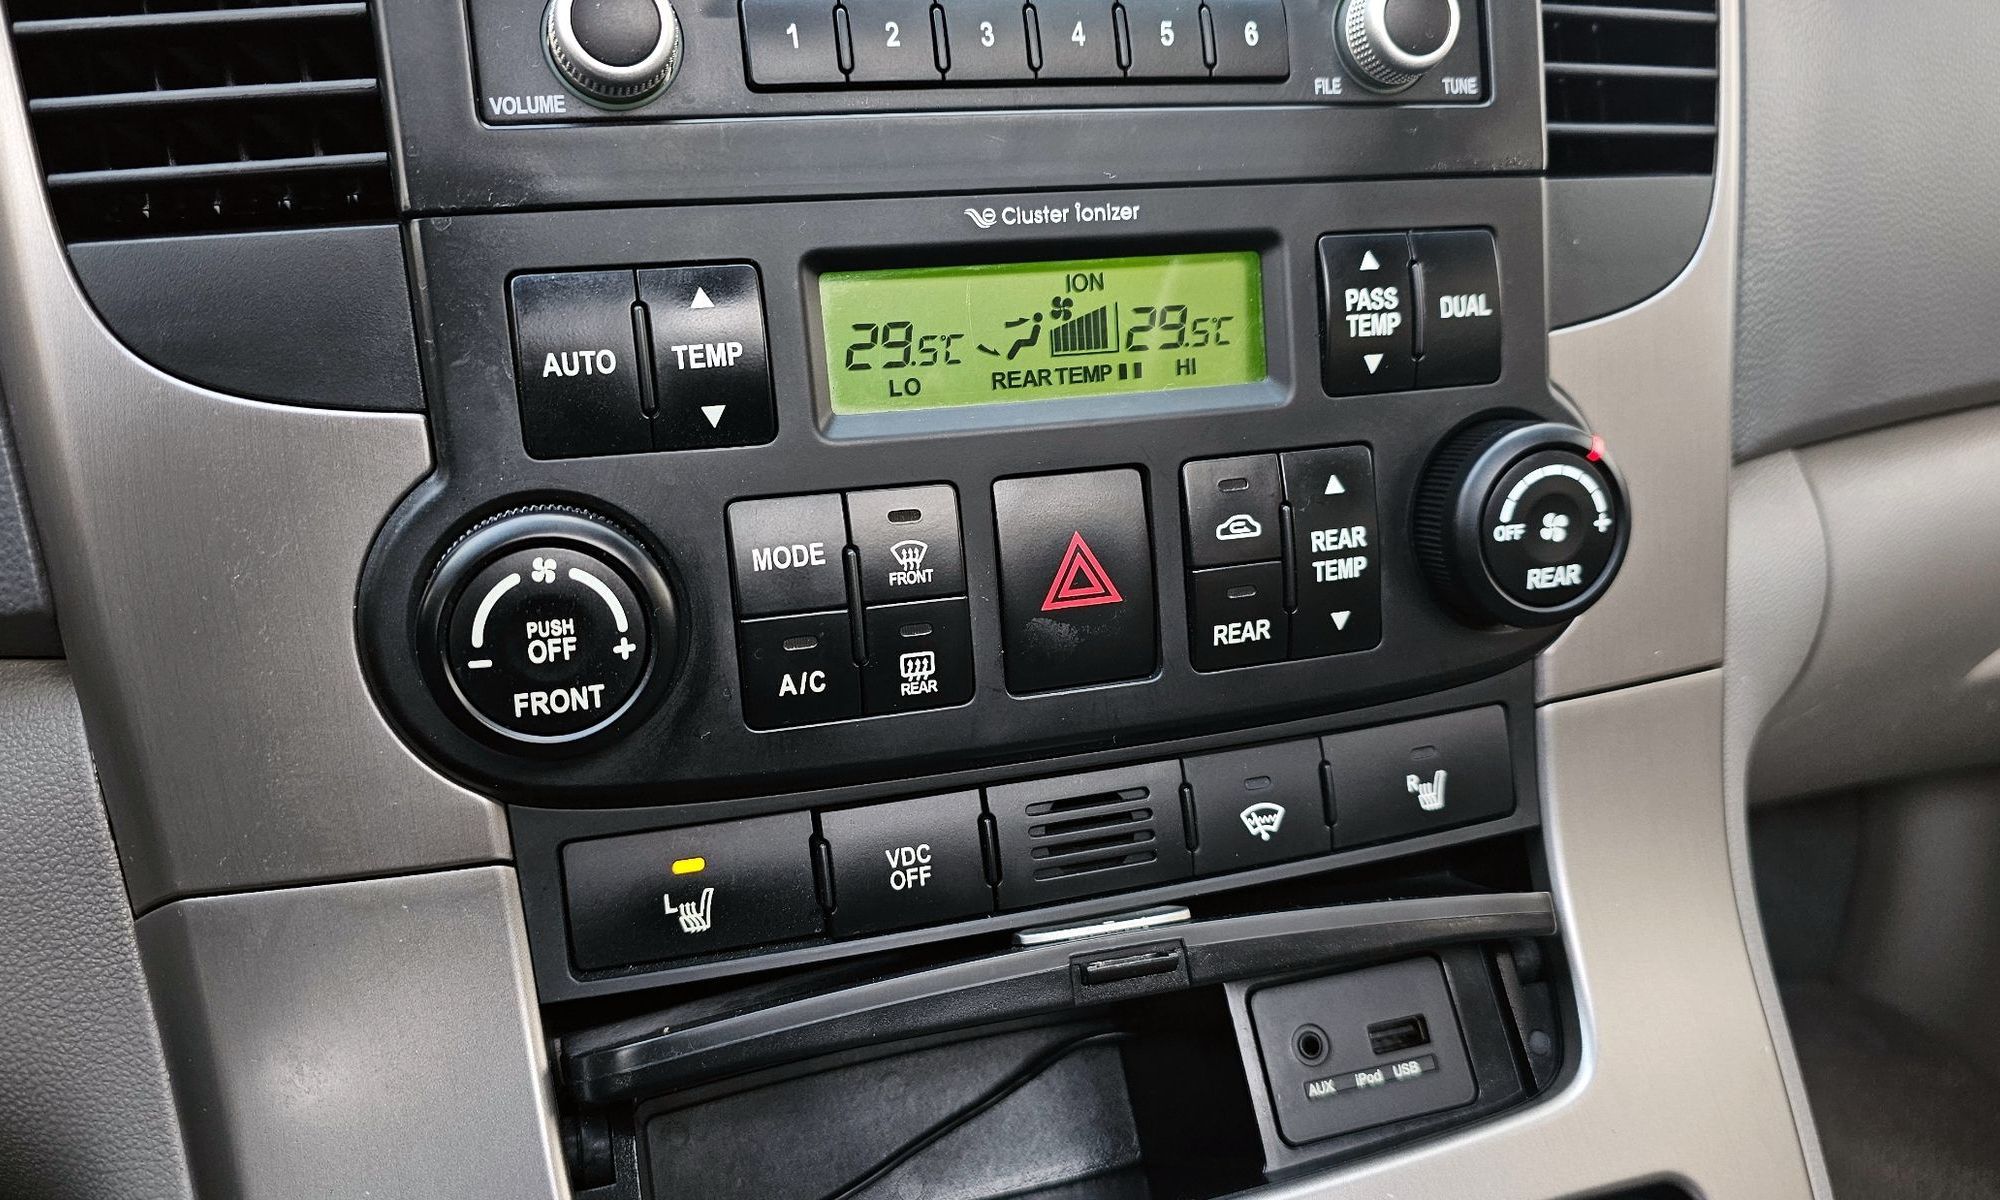 1 2 3 4 5 6
VOLUME
FILE TUNE
Cluster ionizer
AUTO
TEMP
ION
29.5°C 29.5°C
LO REAR TEMP HI
PASS
TEMP
DUAL
PUSH
OFF
- +
FRONT
MODE
FRONT
A/C
REAR
REAR
REAR
TEMP
OFF +
REAR
L
VDC
OFF
R
AUX iPod USB